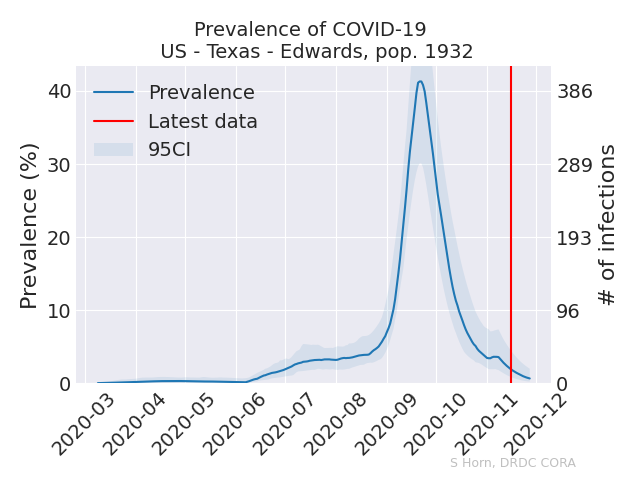 Prevalence of COVID-19
US - Texas - Edwards, pop. 1932
Prevalence
Latest data
95CI
Prevalence (%)
40
30
20
10
0
# of infections
386
289
193
96
0
2020-03
2020-04
2020-05
2020-06
2020-07
2020-08
2020-09
2020-10
2020-11
2020-12
S Horn, DRDC CORA